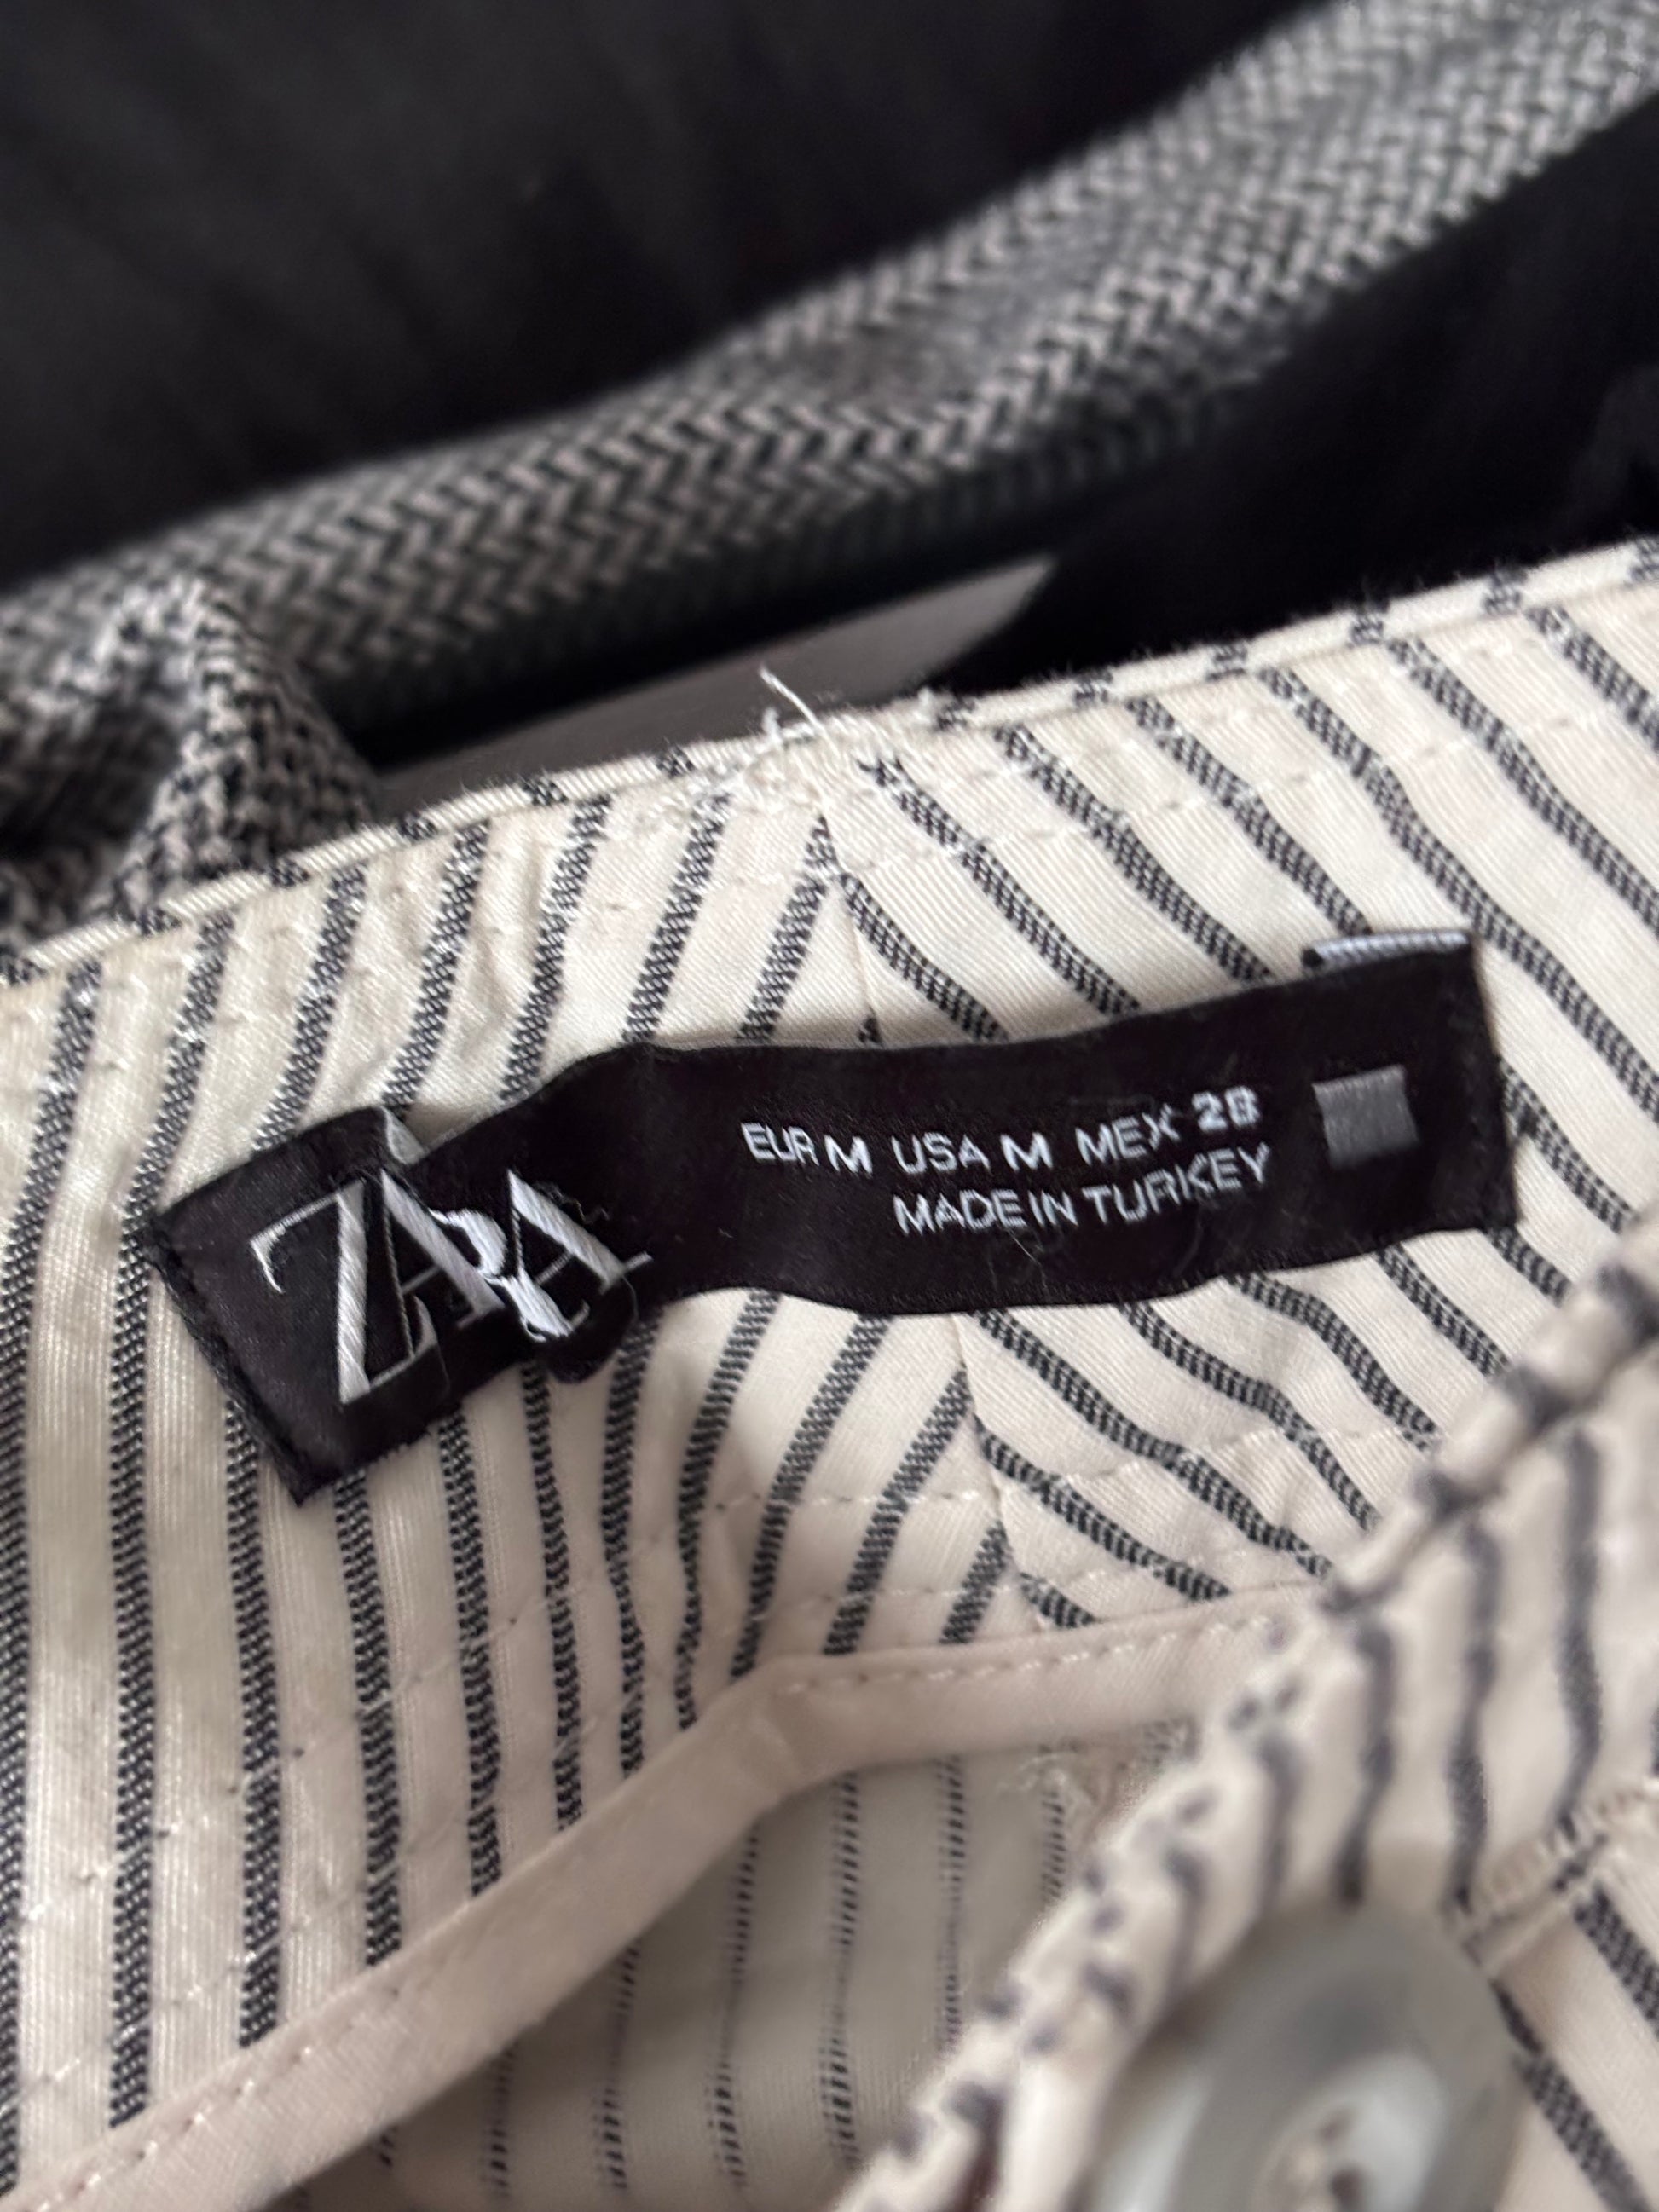 ZARA
EUR M USA M MEX 28
MADE IN TURKEY